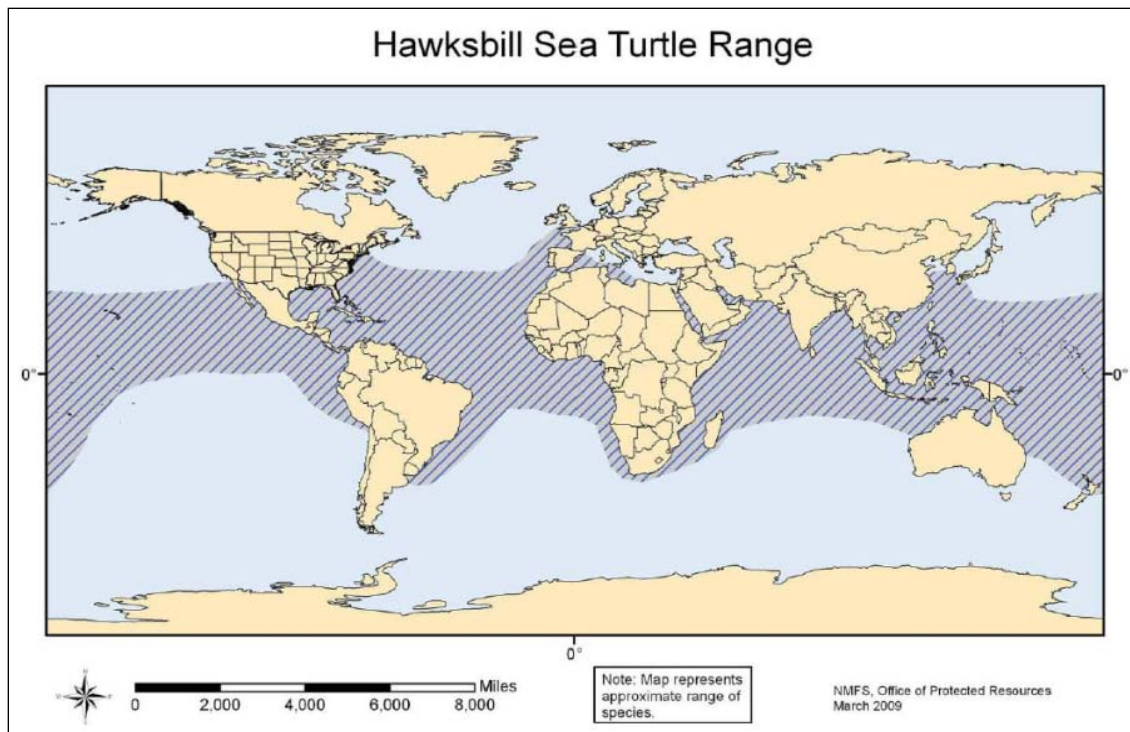 Hawksbill Sea Turtle Range
0°
0°
0°
N
W
E
S
Miles
0 2,000 4,000 6,000 8,000
Note: Map represents
approximate range of
species.
NMFS, Office of Protected Resources
March 2009